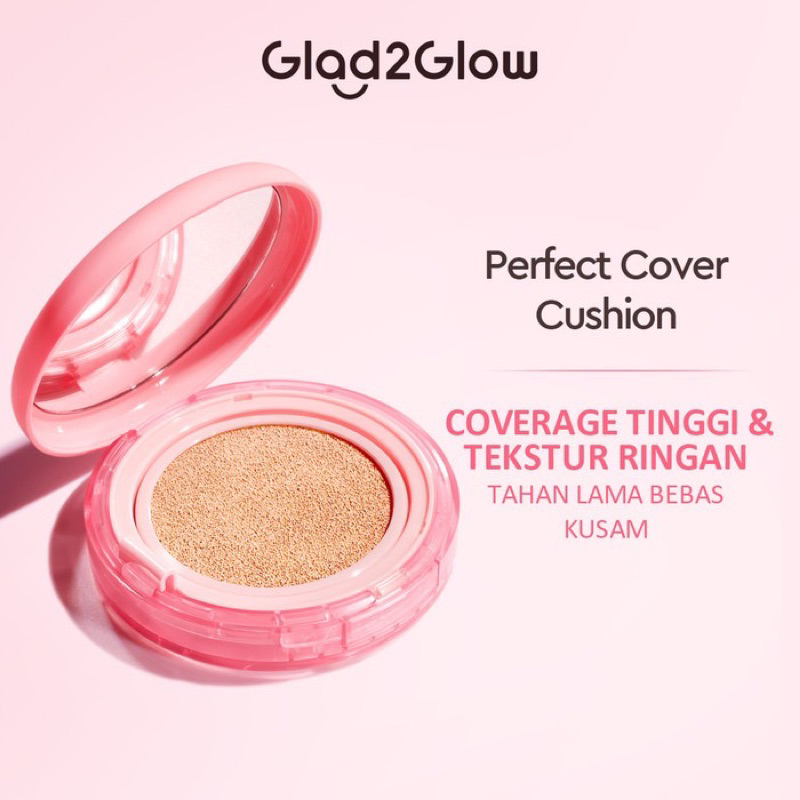 Glad2Glow
Perfect Cover
Cushion
COVERAGE TINGGI &
TEKSTUR RINGAN
TAHAN LAMA BEBAS
KUSAM